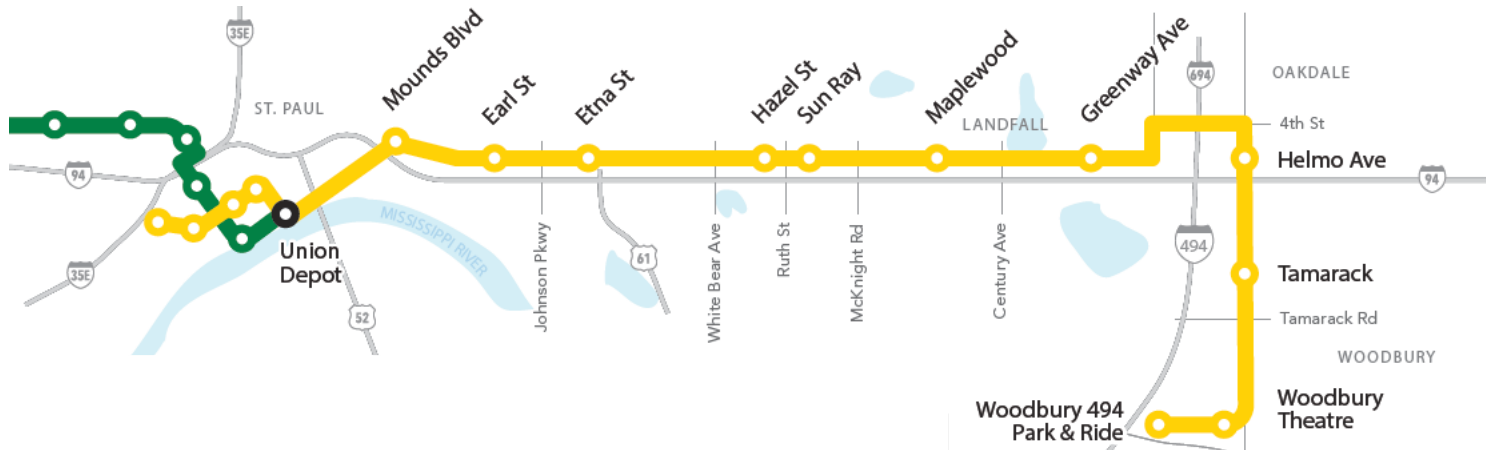 35E
ST. PAUL
Mounds Blvd
Earl St
Etna St
Hazel St
Sun Ray
Maplewood
LANDFALL
Greenway Ave
694
OAKDALE
4th St
Helmo Ave
94
94
MISSISSIPPI RIVER
Union
Depot
35E
52
Johnson Pkwy
61
White Bear Ave
Ruth St
McKnight Rd
Century Ave
494
Tamarack
Tamarack Rd
WOODBURY
Woodbury 494
Park & Ride
Woodbury
Theatre